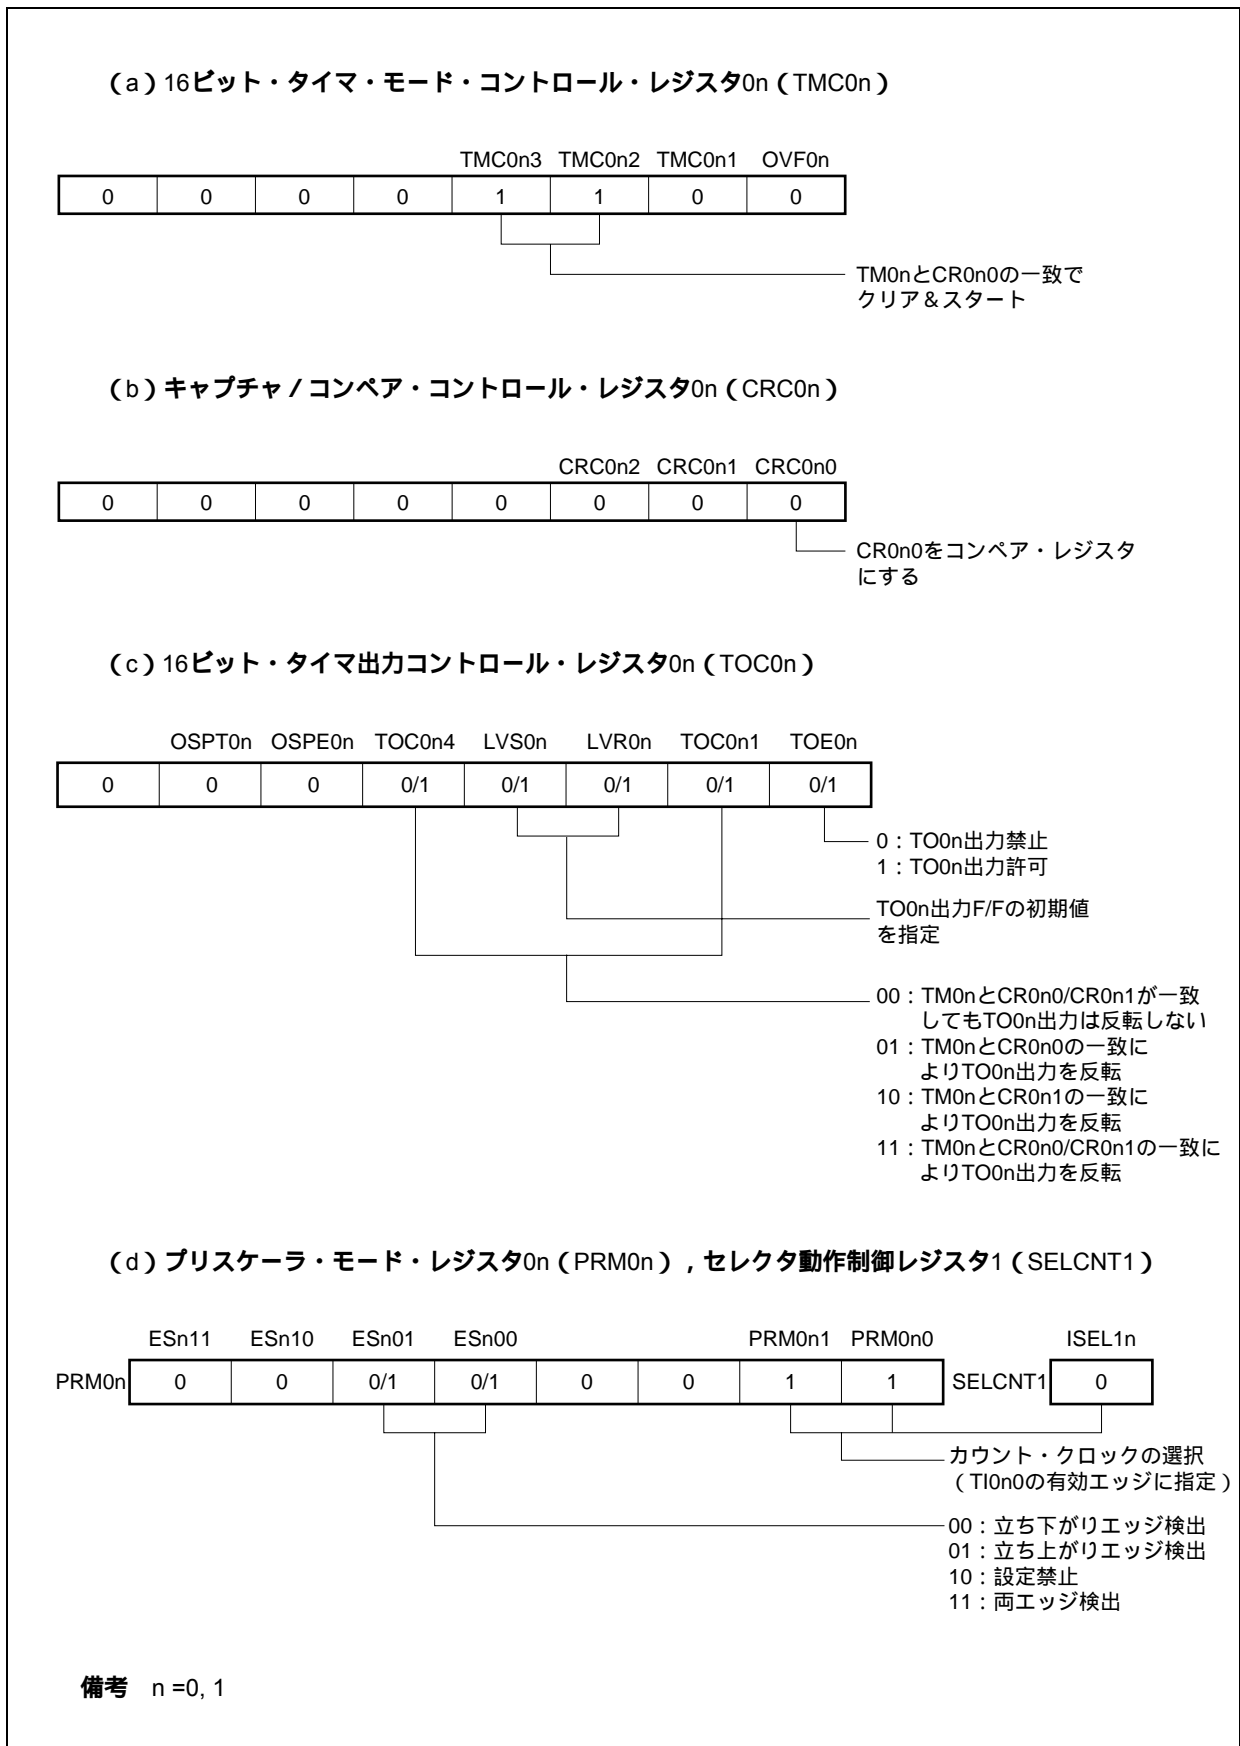 (a) 16ビット・タイマ・モード・コントロール・レジスタ0n (TMC0n)
TMC0n3 TMC0n2 TMC0n1 OVF0n
0 0 0 0 1 1 0 0
TM0nとCR0n0の一致で
クリア&スタート
(b) キャプチャ/コンペア・コントロール・レジスタ0n (CRC0n)
CRC0n2 CRC0n1 CRC0n0
0 0 0 0 0 0 0 0
CR0n0をコンペア・レジスタ
にする
(c) 16ビット・タイマ出力コントロール・レジスタ0n (TOC0n)
OSPT0n OSPE0n TOC0n4 LVS0n LVR0n TOC0n1 TOE0n
0 0 0 0/1 0/1 0/1 0/1 0/1
0:TO0n出力禁止
1:TO0n出力許可
TO0n出力F/Fの初期値
を指定
00:TM0nとCR0n0/CR0n1が一致
してもTO0n出力は反転しない
01:TM0nとCR0n0の一致に
よりTO0n出力を反転
10:TM0nとCR0n1の一致に
よりTO0n出力を反転
11:TM0nとCR0n0/CR0n1の一致に
よりTO0n出力を反転
(d) プリスケーラ・モード・レジスタ0n (PRM0n) ,セレクタ動作制御レジスタ1 (SELCNT1)
ESn11 ESn10 ESn01 ESn00 PRM0n1 PRM0n0 ISEL1n
PRM0n 0 0 0/1 0/1 0 0 1 1 SELCNT1 0
カウント・クロックの選択
(TI0n0の有効エッジに指定)
00:立ち下がりエッジ検出
01:立ち上がりエッジ検出
10:設定禁止
11:両エッジ検出
備考 n =0, 1